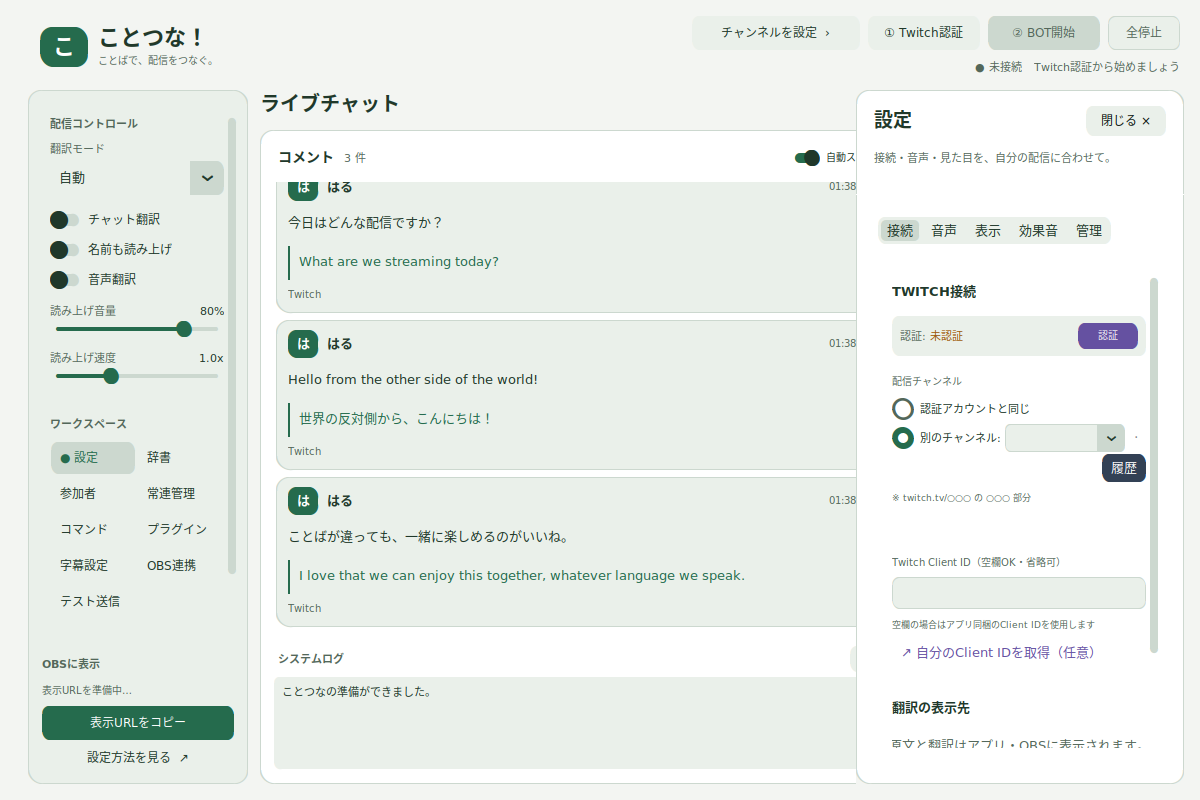 こ
ことつな！
ことばで、配信をつなぐ。
チャンネルを設定 ›
① Twitch認証
② BOT開始
全停止
● 未接続 Twitch認証から始めましょう
配信コントロール
翻訳モード
自動
チャット翻訳
名前も読み上げ
音声翻訳
読み上げ音量 80%
読み上げ速度 1.0x
ワークスペース
● 設定 辞書
参加者 常連管理
コマンド プラグイン
字幕設定 OBS連携
テスト送信
OBSに表示
表示URLを準備中…
表示URLをコピー
設定方法を見る ↗
ライブチャット
コメント 3 件 自動ス
は はる 01:38
今日はどんな配信ですか？
What are we streaming today?
Twitch
は はる 01:38
Hello from the other side of the world!
世界の反対側から、こんにちは！
Twitch
は はる 01:38
ことばが違っても、一緒に楽しめるのがいいね。
I love that we can enjoy this together, whatever language we speak.
Twitch
システムログ
ことつなの準備ができました。
設定
閉じる ×
接続・音声・見た目を、自分の配信に合わせて。
接続 音声 表示 効果音 管理
TWITCH接続
認証: 未認証 認証
配信チャンネル
認証アカウントと同じ
別のチャンネル:
履歴
※ twitch.tv/○○○ の ○○○ 部分
Twitch Client ID（空欄OK・省略可）
空欄の場合はアプリ同梱のClient IDを使用します
↗ 自分のClient IDを取得（任意）
翻訳の表示先
原文と翻訳はアプリ・OBSに表示されます。